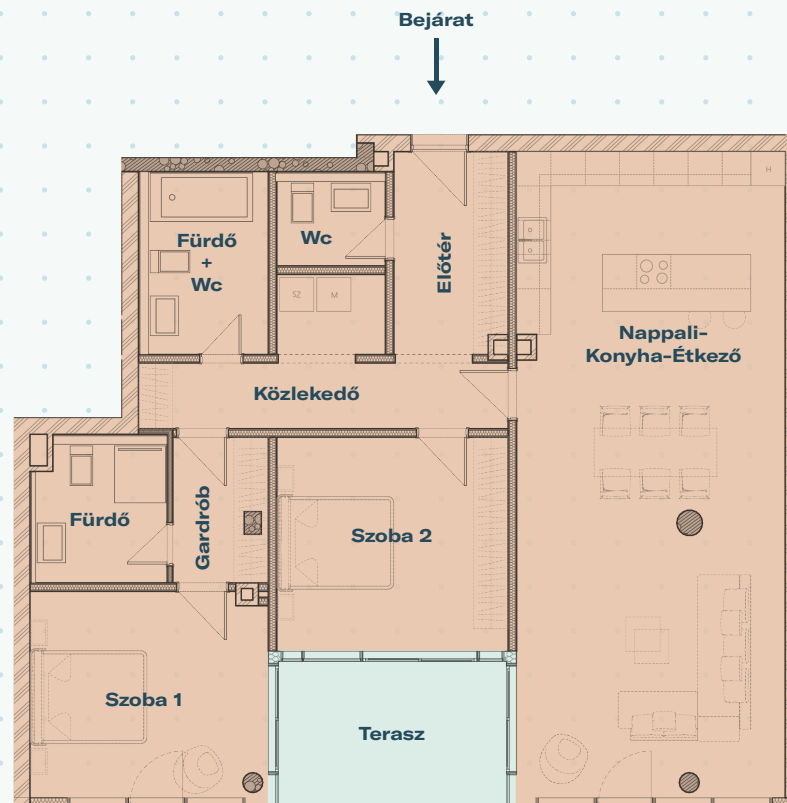 Bejárat
H
Fürdő
+
Wc
Wc
Előtér
SZ
M
Nappali-
Konyha-Étkező
Közlekedő
Fürdő
Gardrób
Szoba 2
Szoba 1
Terasz